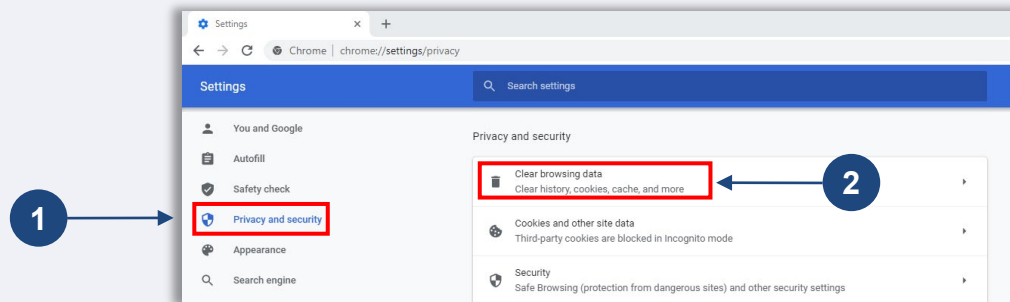 Settings
Chrome | chrome://settings/privacy
Settings
Search settings
You and Google
Autofill
Safety check
Privacy and security
Appearance
Search engine
Privacy and security
Clear browsing data
Clear history, cookies, cache, and more
Cookies and other site data
Third-party cookies are blocked in Incognito mode
Security
Safe Browsing (protection from dangerous sites) and other security settings
1
2